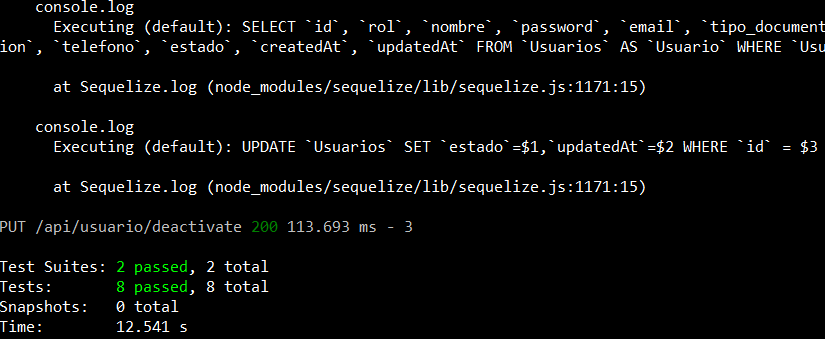 console.log
Executing (default): SELECT `id`, `rol`, `nombre`, `password`, `email`, `tipo_document
ion`, `telefono`, `estado`, `createdAt`, `updatedAt` FROM `Usuarios` AS `Usuario` WHERE `Usu
at Sequelize.log (node_modules/sequelize/lib/sequelize.js:1171:15)
console.log
Executing (default): UPDATE `Usuarios` SET `estado`=$1,`updatedAt`=$2 WHERE `id` = $3
at Sequelize.log (node_modules/sequelize/lib/sequelize.js:1171:15)
PUT /api/usuario/deactivate 200 113.693 ms - 3
Test Suites: 2 passed, 2 total
Tests:       8 passed, 8 total
Snapshots:   0 total
Time:        12.541 s